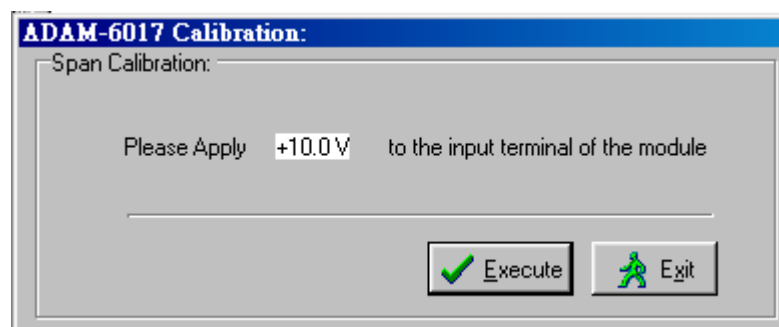 ADAM-6017 Calibration:
Span Calibration:
Please Apply +10.0 V to the input terminal of the module
Execute Exit